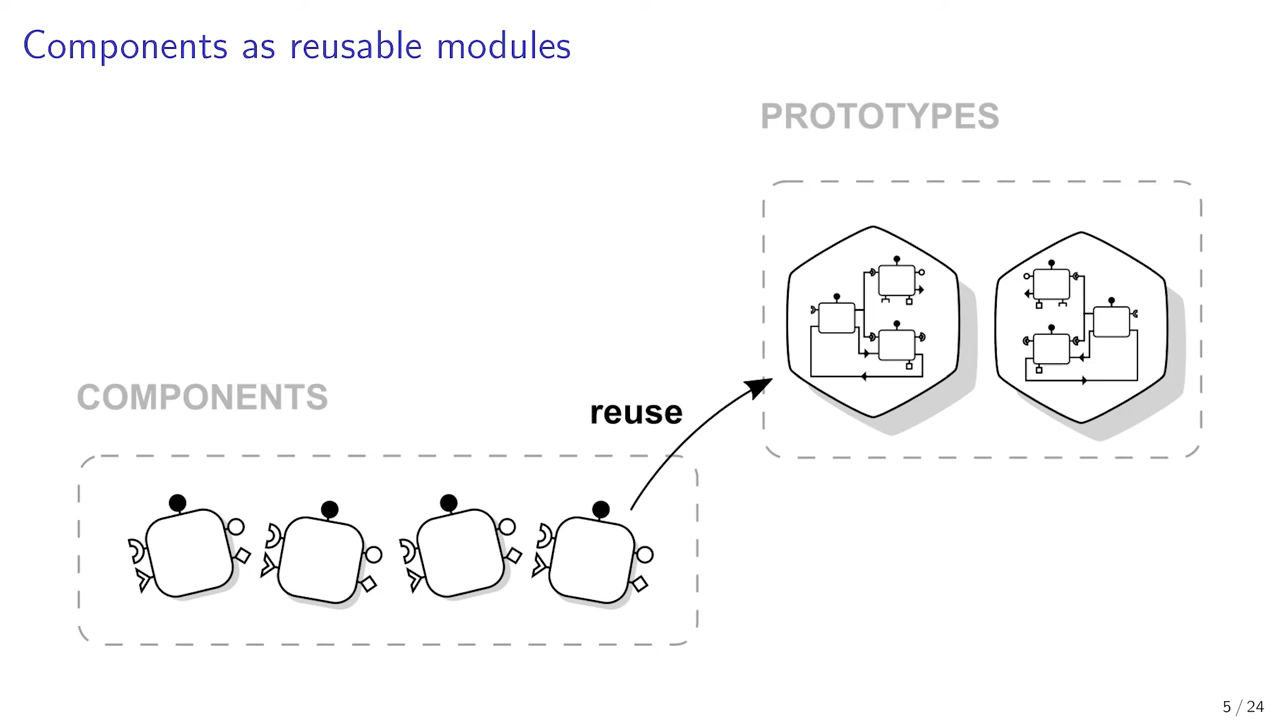 Components as reusable modules
PROTOTYPES
COMPONENTS
reuse
5 / 24